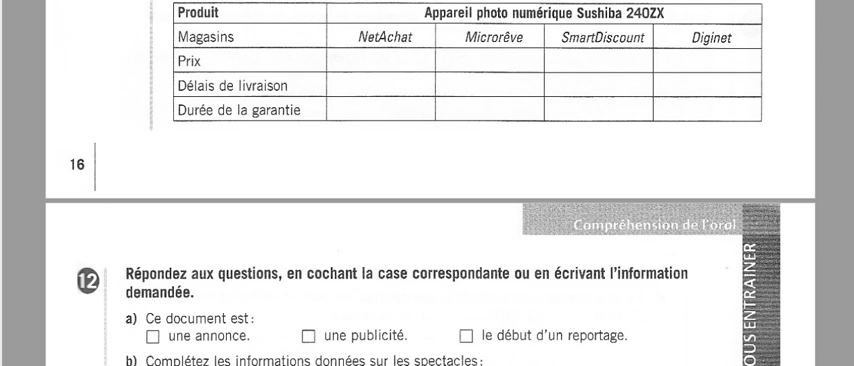 Produit Appareil photo numérique Sushiba 240ZX
Magasins NetAchat Microrêve SmartDiscount Diginet
Prix
Délais de livraison
Durée de la garantie
16
Compréhension de l'oral
12 Répondez aux questions, en cochant la case correspondante ou en écrivant l'information
demandée.
a) Ce document est:
une annonce. une publicité. le début d'un reportage.
b) Complétez les informations données sur les spectacles:
OUS ENTRAINER